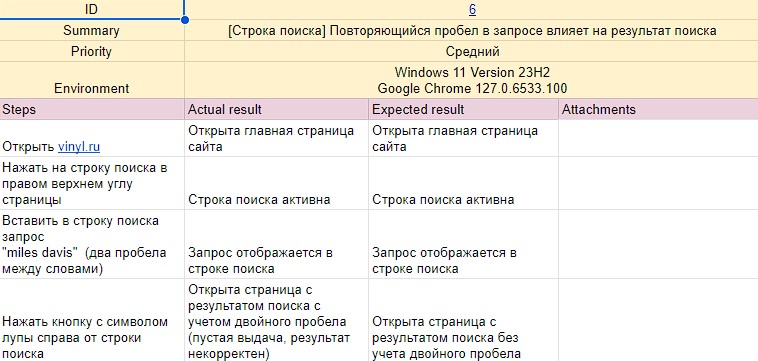 ID
6
Summary
[Строка поиска] Повторяющийся пробел в запросе влияет на результат поиска
Priority
Средний
Environment
Windows 11 Version 23H2
Google Chrome 127.0.6533.100
Steps
Actual result
Expected result
Attachments
Открыть vinyl.ru
Открыта главная страница
сайта
Открыта главная страница
сайта
Нажать на строку поиска в
правом верхнем углу
страницы
Строка поиска активна
Строка поиска активна
Вставить в строку поиска
запрос
"miles davis"  (два пробела
между словами)
Запрос отображается в
строке поиска
Запрос отображается в
строке поиска
Нажать кнопку с символом
лупы справа от строки
поиска
Открыта страница с
результатом поиска с
учетом двойного пробела
(пустая выдача, результат
некорректен)
Открыта страница с
результатом поиска без
учета двойного пробела